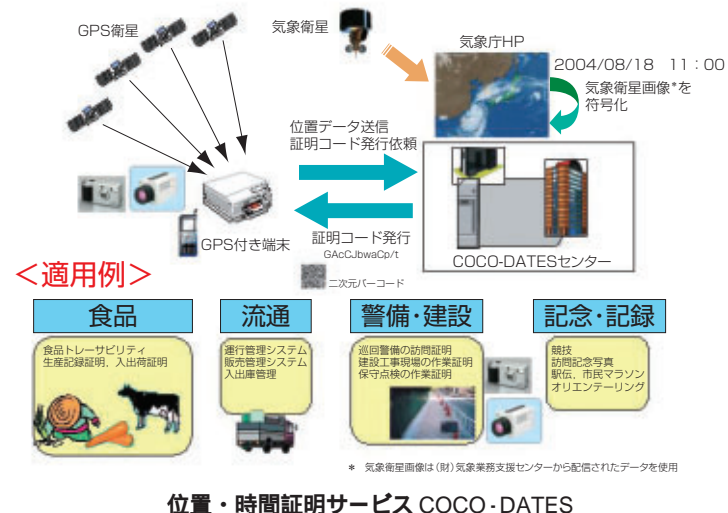 GPS衛星
気象衛星
気象庁HP
2004/08/18 11:00
気象衛星画像*を
符号化
位置データ送信
証明コード発行依頼
GPS付き端末
証明コード発行
GAcCJbwaCp/t
二次元バーコード
COCO-DATESセンター
＜適用例＞
食品
食品トレーサビリティ
生産記録証明，入出荷証明
流通
運行管理システム
販売管理システム
入出庫管理
警備・建設
巡回警備の訪問証明
建設工事現場の作業証明
保守点検の作業証明
記念・記録
競技
訪問記念写真
駅伝，市民マラソン
オリエンテーリング
* 気象衛星画像は(財)気象業務支援センターから配信されたデータを使用
位置・時間証明サービス COCO-DATES